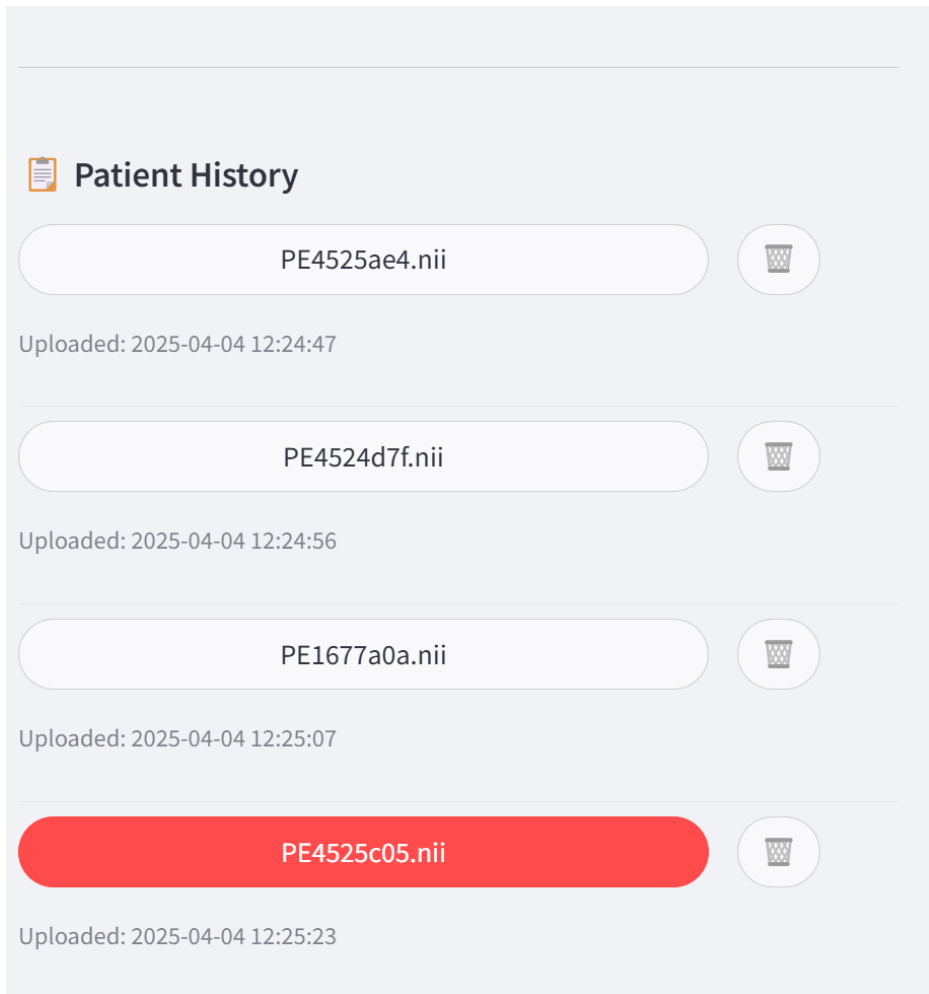 Patient History
PE4525ae4.nii
Uploaded: 2025-04-04 12:24:47
PE4524d7f.nii
Uploaded: 2025-04-04 12:24:56
PE1677a0a.nii
Uploaded: 2025-04-04 12:25:07
PE4525c05.nii
Uploaded: 2025-04-04 12:25:23